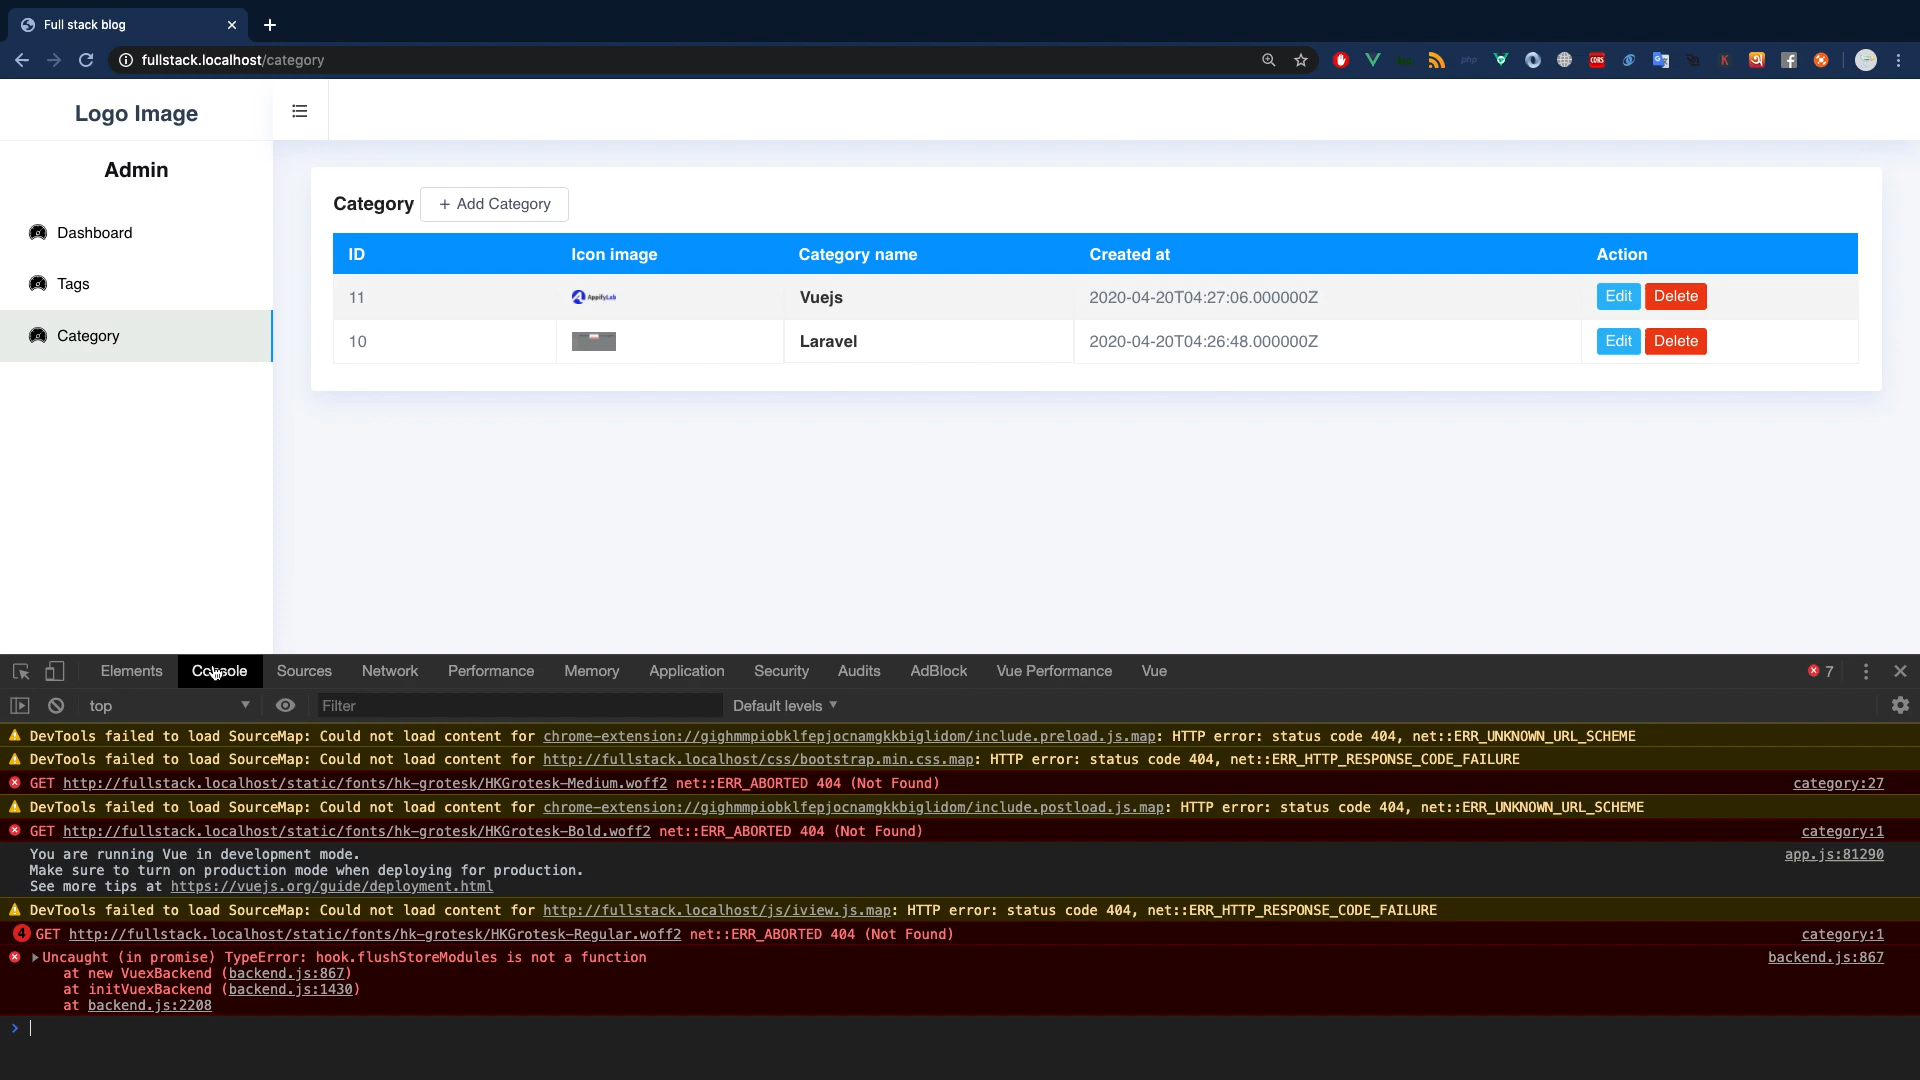 Full stack blog
fullstack.localhost/category
php
CORS
K
Logo Image
Admin
Dashboard
Tags
Category
Category
+ Add Category
ID Icon image Category name Created at Action
11 AppifyLab Vuejs 2020-04-20T04:27:06.000000Z Edit Delete
10 Laravel 2020-04-20T04:26:48.000000Z Edit Delete
Elements Console Sources Network Performance Memory Application Security Audits AdBlock Vue Performance Vue 7
top Filter Default levels
DevTools failed to load SourceMap: Could not load content for chrome-extension://gighmmpiobklfepjocnamgkkbiglidom/include.preload.js.map: HTTP error: status code 404, net::ERR_UNKNOWN_URL_SCHEME
DevTools failed to load SourceMap: Could not load content for http://fullstack.localhost/css/bootstrap.min.css.map: HTTP error: status code 404, net::ERR_HTTP_RESPONSE_CODE_FAILURE
GET http://fullstack.localhost/static/fonts/hk-grotesk/HKGrotesk-Medium.woff2 net::ERR_ABORTED 404 (Not Found) category:27
DevTools failed to load SourceMap: Could not load content for chrome-extension://gighmmpiobklfepjocnamgkkbiglidom/include.postload.js.map: HTTP error: status code 404, net::ERR_UNKNOWN_URL_SCHEME
GET http://fullstack.localhost/static/fonts/hk-grotesk/HKGrotesk-Bold.woff2 net::ERR_ABORTED 404 (Not Found) category:1
You are running Vue in development mode. app.js:81290
Make sure to turn on production mode when deploying for production.
See more tips at https://vuejs.org/guide/deployment.html
DevTools failed to load SourceMap: Could not load content for http://fullstack.localhost/js/iview.js.map: HTTP error: status code 404, net::ERR_HTTP_RESPONSE_CODE_FAILURE
4 GET http://fullstack.localhost/static/fonts/hk-grotesk/HKGrotesk-Regular.woff2 net::ERR_ABORTED 404 (Not Found) category:1
Uncaught (in promise) TypeError: hook.flushStoreModules is not a function backend.js:867
at new VuexBackend (backend.js:867)
at initVuexBackend (backend.js:1430)
at backend.js:2208